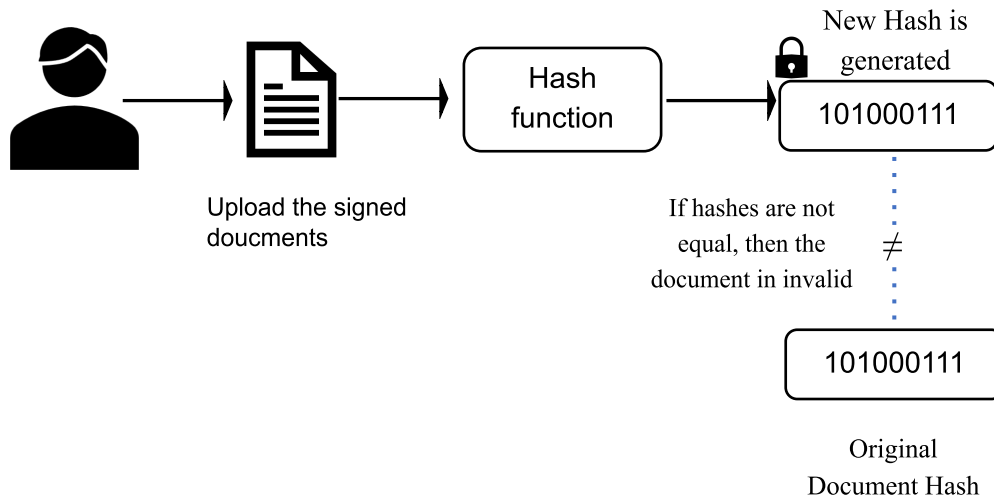 New Hash is
generated
Hash
function
101000111
Upload the signed
doucments
If hashes are not
equal, then the
document in invalid
≠
101000111
Original
Document Hash